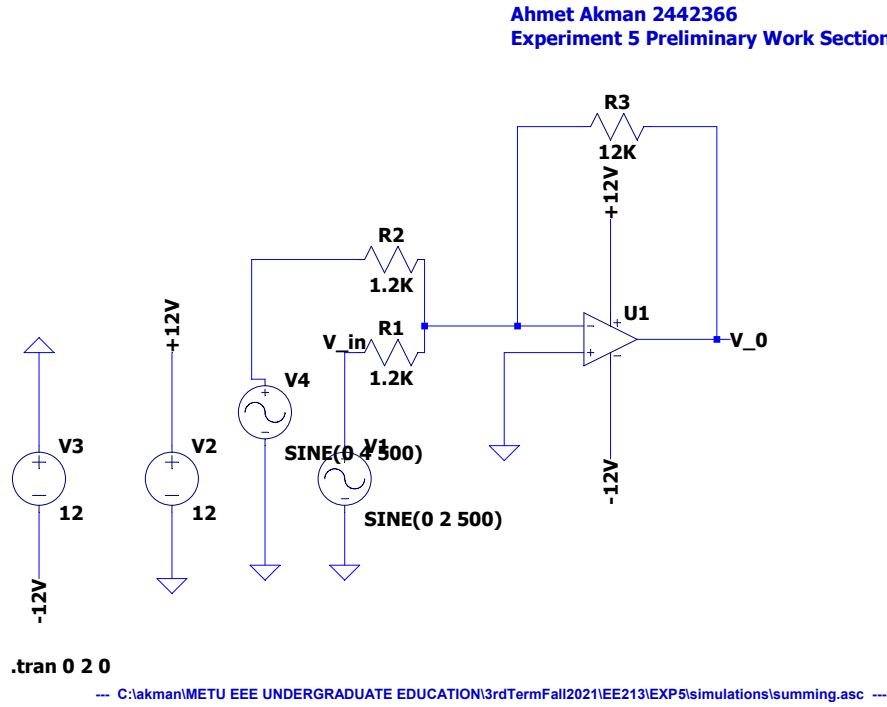 Ahmet Akman 2442366
Experiment 5 Preliminary Work Section
R3
12K
+12V
R2
1.2K
U1
+12V
V_in
R1
V_0
1.2K
V4
V3
V2
SINE(0 4 500)
V1
-12V
12
12
SINE(0 2 500)
-12V
.tran 0 2 0
--- C:\akman\METU EEE UNDERGRADUATE EDUCATION\3rdTermFall2021\EE213\EXP5\simulations\summing.asc ---